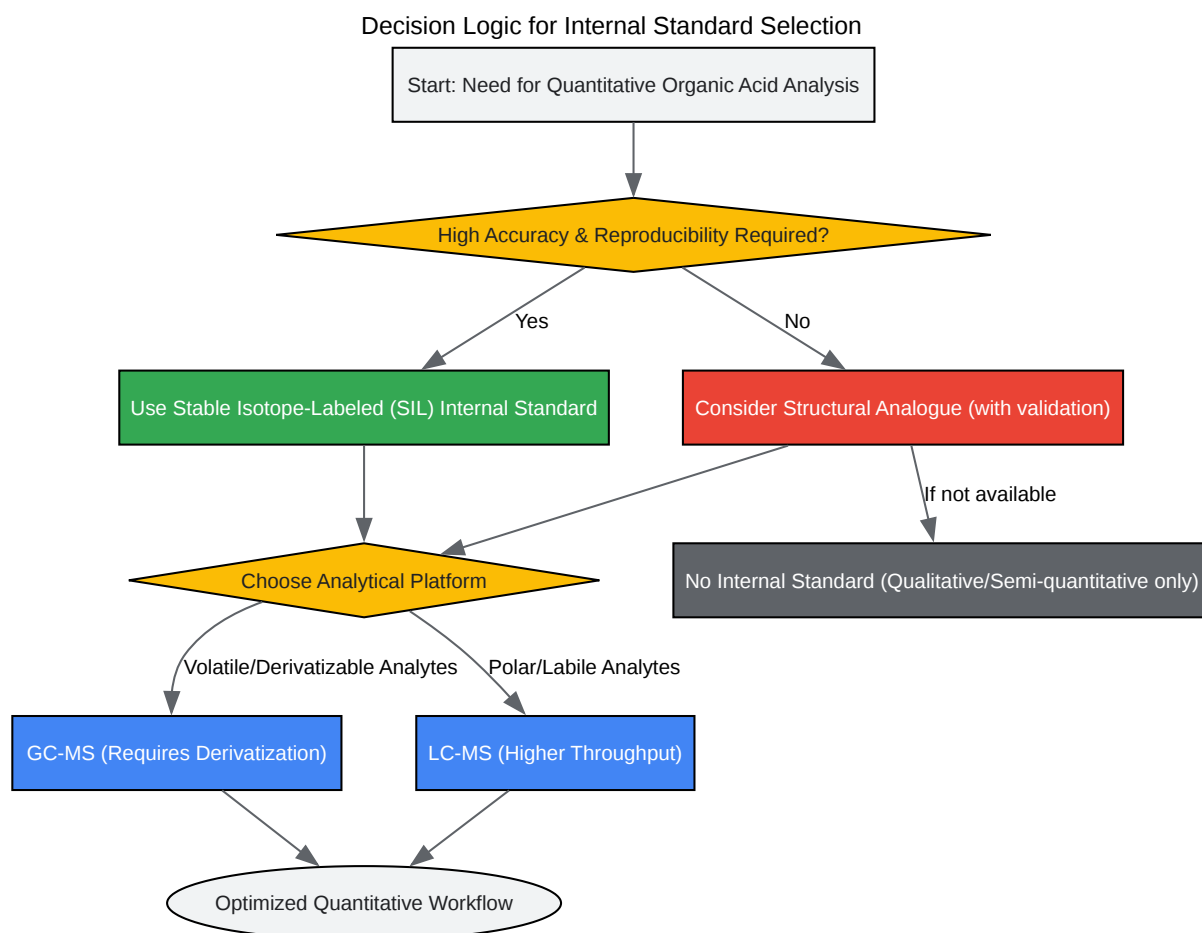 Decision Logic for Internal Standard Selection
Start: Need for Quantitative Organic Acid Analysis
High Accuracy & Reproducibility Required?
Yes
No
Use Stable Isotope-Labeled (SIL) Internal Standard
Consider Structural Analogue (with validation)
If not available
Choose Analytical Platform
No Internal Standard (Qualitative/Semi-quantitative only)
Volatile/Derivatizable Analytes
Polar/Labile Analytes
GC-MS (Requires Derivatization)
LC-MS (Higher Throughput)
Optimized Quantitative Workflow